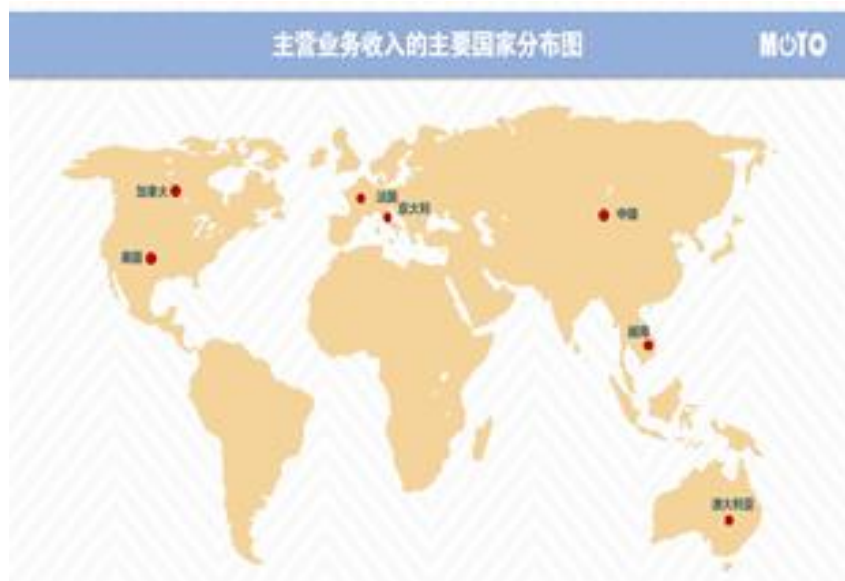 主营业务收入的主要国家分布图
MOTO
加拿大
法国
意大利
中国
美国
越南
澳大利亚